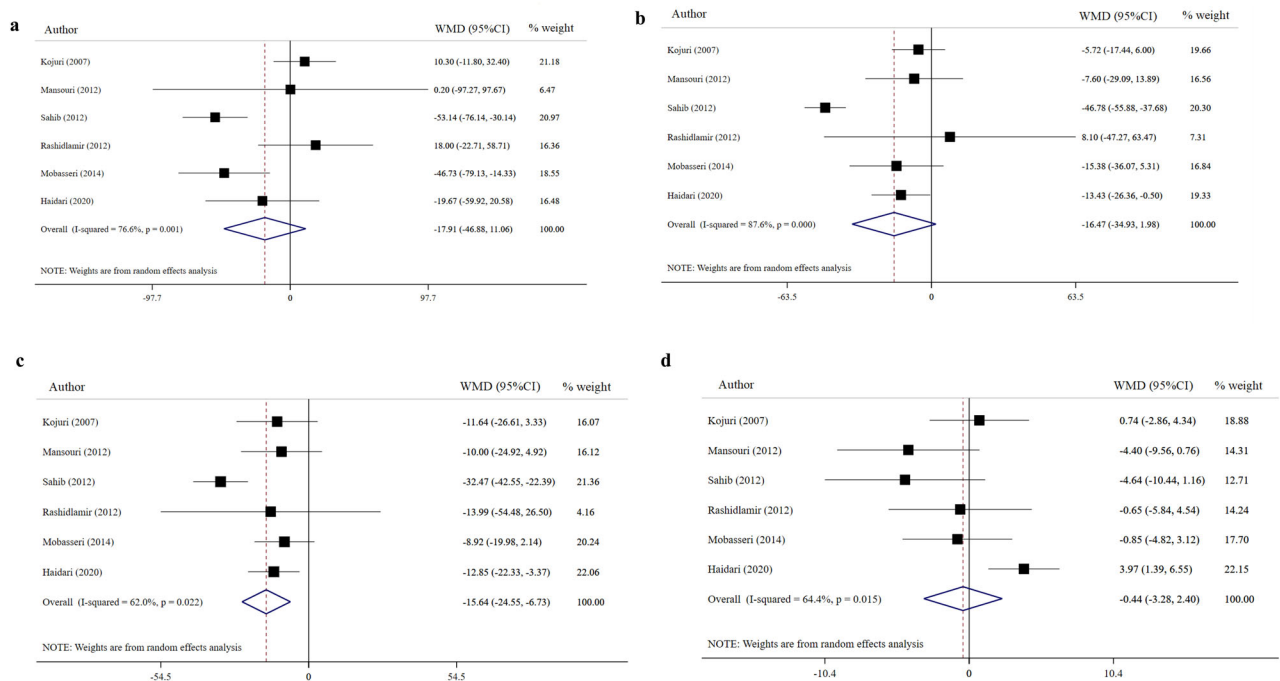 a
Author WMD (95%CI) % weight
Kojuri (2007) 10.30 (-11.80, 32.40) 21.18
Mansouri (2012) 0.20 (-97.27, 97.67) 6.47
Sahib (2012) -53.14 (-76.14, -30.14) 20.97
Rashidlamir (2012) 18.00 (-22.71, 58.71) 16.36
Mobasseri (2014) -46.73 (-79.13, -14.33) 18.55
Haidari (2020) -19.67 (-59.92, 20.58) 16.48
Overall (I-squared = 76.6%, p = 0.001) -17.91 (-46.88, 11.06) 100.00
NOTE: Weights are from random effects analysis
-97.7 0 97.7
b
Author WMD (95%CI) % weight
Kojuri (2007) -5.72 (-17.44, 6.00) 19.66
Mansouri (2012) -7.60 (-29.09, 13.89) 16.56
Sahib (2012) -46.78 (-55.88, -37.68) 20.30
Rashidlamir (2012) 8.10 (-47.27, 63.47) 7.31
Mobasseri (2014) -15.38 (-36.07, 5.31) 16.84
Haidari (2020) -13.43 (-26.36, -0.50) 19.33
Overall (I-squared = 87.6%, p = 0.000) -16.47 (-34.93, 1.98) 100.00
NOTE: Weights are from random effects analysis
-63.5 0 63.5
c
Author WMD (95%CI) % weight
Kojuri (2007) -11.64 (-26.61, 3.33) 16.07
Mansouri (2012) -10.00 (-24.92, 4.92) 16.12
Sahib (2012) -32.47 (-42.55, -22.39) 21.36
Rashidlamir (2012) -13.99 (-54.48, 26.50) 4.16
Mobasseri (2014) -8.92 (-19.98, 2.14) 20.24
Haidari (2020) -12.85 (-22.33, -3.37) 22.06
Overall (I-squared = 62.0%, p = 0.022) -15.64 (-24.55, -6.73) 100.00
NOTE: Weights are from random effects analysis
-54.5 0 54.5
d
Author WMD (95%CI) % weight
Kojuri (2007) 0.74 (-2.86, 4.34) 18.88
Mansouri (2012) -4.40 (-9.56, 0.76) 14.31
Sahib (2012) -4.64 (-10.44, 1.16) 12.71
Rashidlamir (2012) -0.65 (-5.84, 4.54) 14.24
Mobasseri (2014) -0.85 (-4.82, 3.12) 17.70
Haidari (2020) 3.97 (1.39, 6.55) 22.15
Overall (I-squared = 64.4%, p = 0.015) -0.44 (-3.28, 2.40) 100.00
NOTE: Weights are from random effects analysis
-10.4 0 10.4